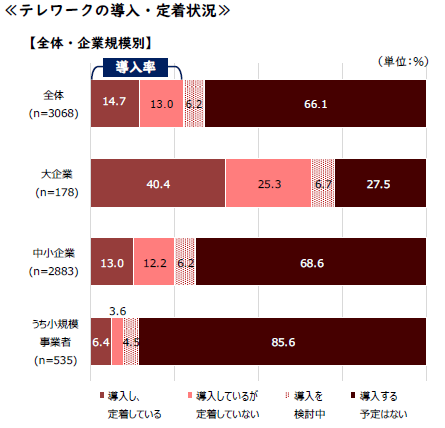 ≪テレワークの導入・定着状況≫
【全体・企業規模別】
(単位:%)
導入率
全体
(n=3068)
14.7 13.0 6.2 66.1
大企業
(n=178)
40.4 25.3 6.7 27.5
中小企業
(n=2883)
13.0 12.2 6.2 68.6
うち小規模
事業者
(n=535)
3.6
6.4 4.5 85.6
導入し、
定着している
導入しているが
定着していない
導入を
検討中
導入する
予定はない